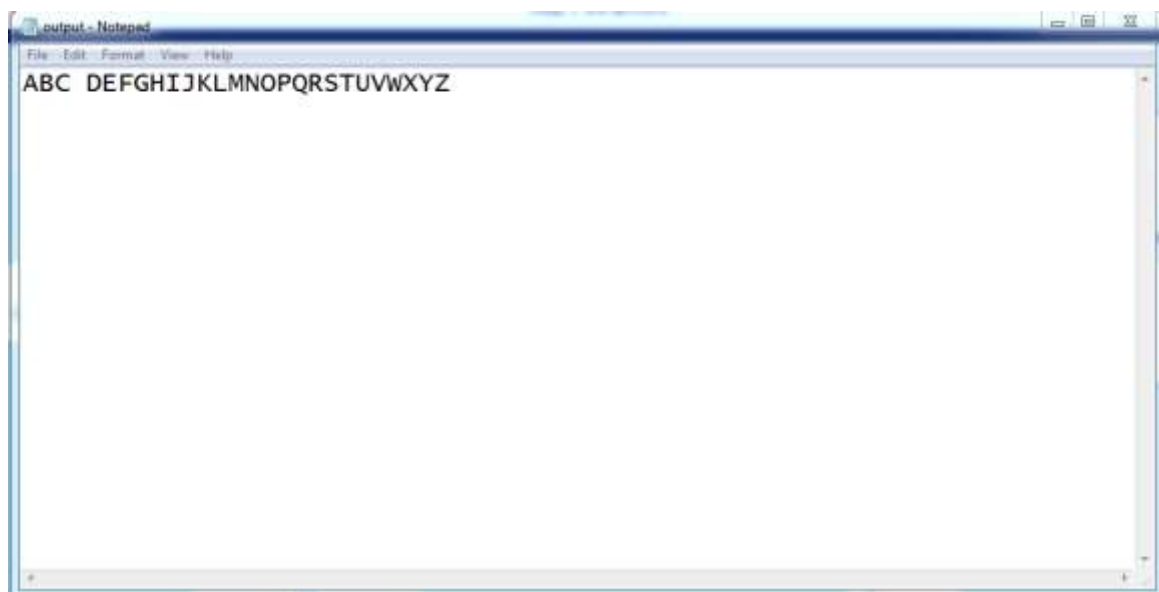 output - Notepad
File Edit Format View Help
ABC DEFGHIJKLMNOPQRSTUVWXYZ